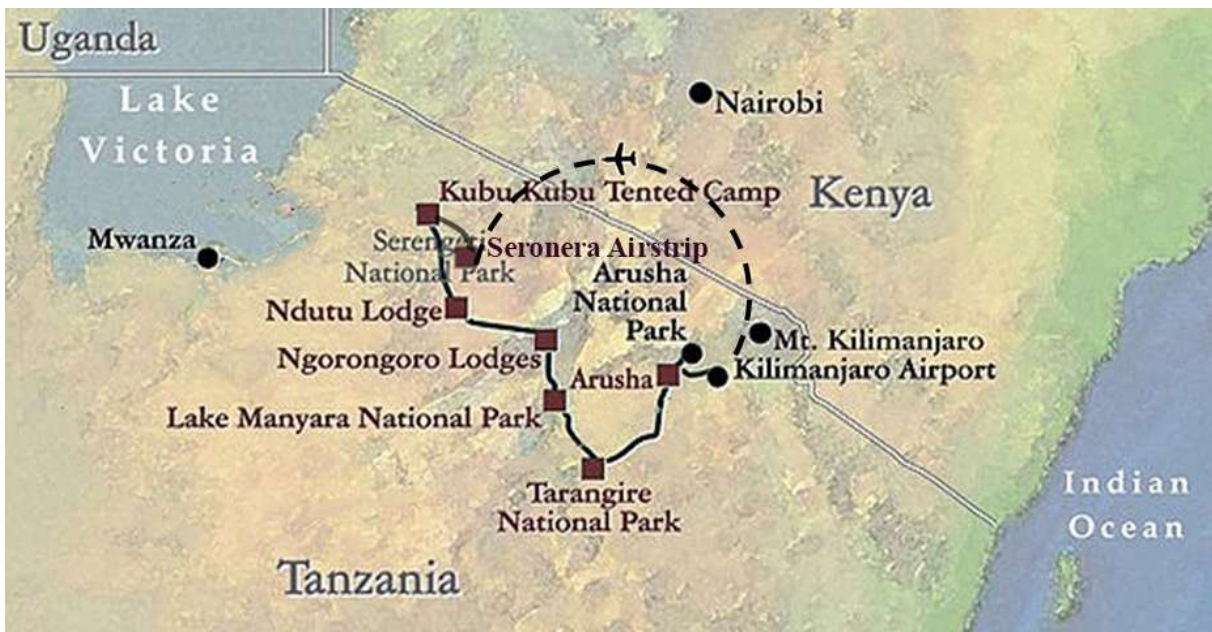 Uganda
Lake
Victoria
Nairobi
Kubu Kubu Tented Camp
Kenya
Mwanza
Serengeti
National Park
Seronera Airstrip
Arusha
National
Park
Ndutu Lodge
Mt. Kilimanjaro
Ngorongoro Lodges
Kilimanjaro Airport
Arusha
Lake Manyara National Park
Tarangire
National Park
Indian
Ocean
Tanzania